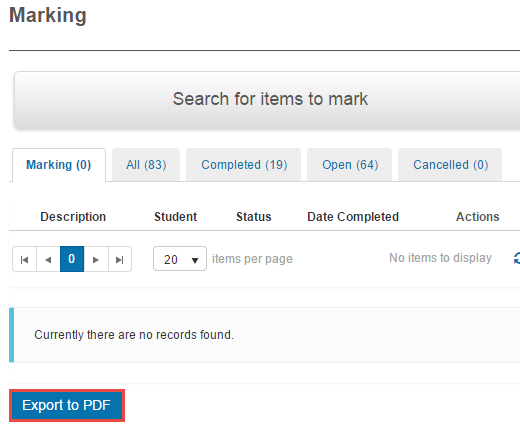 Marking
Search for items to mark
Marking (0) All (83) Completed (19) Open (64) Cancelled (0)
Description Student Status Date Completed Actions
0 20 items per page No items to display
Currently there are no records found.
Export to PDF